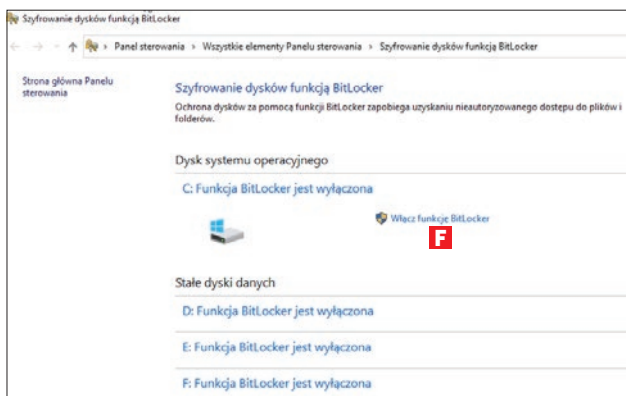 Szyfrowanie dysków funkcją BitLocker
Panel sterowania > Wszystkie elementy Panelu sterowania > Szyfrowanie dysków funkcją BitLocker
Strona główna Panelu
sterowania
Szyfrowanie dysków funkcją BitLocker
Ochrona dysków za pomocą funkcji BitLocker zapobiega uzyskaniu nieautoryzowanego dostępu do plików i
folderów.
Dysk systemu operacyjnego
C: Funkcja BitLocker jest wyłączona
Włącz funkcję BitLocker
F
Stałe dyski danych
D: Funkcja BitLocker jest wyłączona
E: Funkcja BitLocker jest wyłączona
F: Funkcja BitLocker jest wyłączona